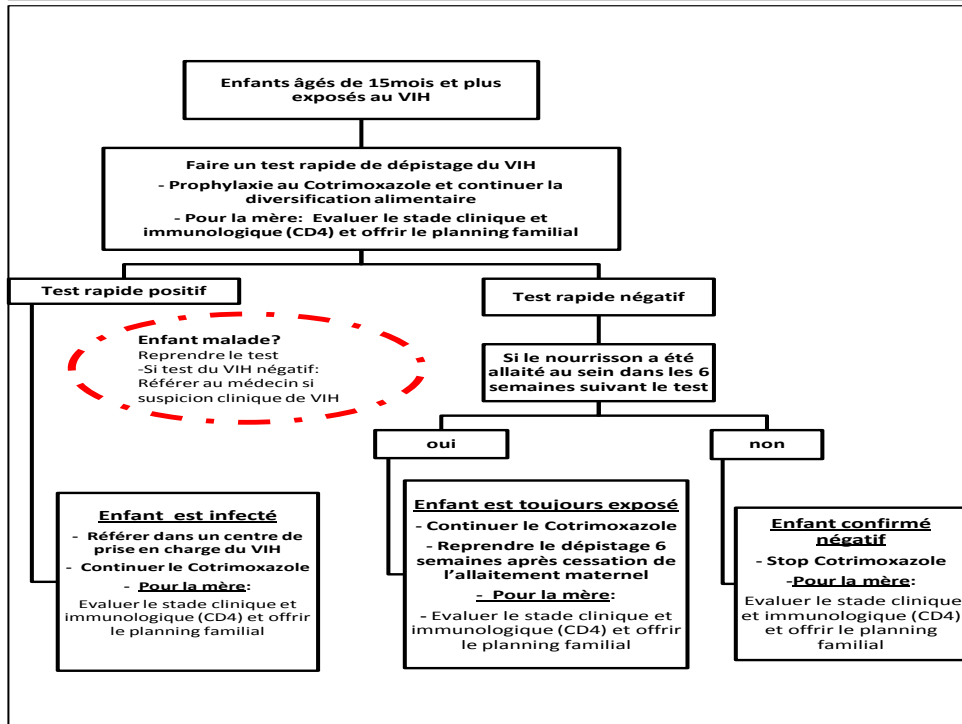 Enfants âgés de 15mois et plus
exposés au VIH
Faire un test rapide de dépistage du VIH
- Prophylaxie au Cotrimoxazole et continuer la
diversification alimentaire
- Pour la mère: Evaluer le stade clinique et
immunologique (CD4) et offrir le planning familial
Test rapide positif
Test rapide négatif
Enfant malade?
Reprendre le test
-Si test du VIH négatif:
Référer au médecin si
suspicion clinique de VIH
Si le nourrisson a été
allaité au sein dans les 6
semaines suivant le test
oui
non
Enfant est infecté
- Référer dans un centre de
prise en charge du VIH
- Continuer le Cotrimoxazole
- Pour la mère:
Evaluer le stade clinique et
immunologique (CD4) et offrir
le planning familial
Enfant est toujours exposé
- Continuer le Cotrimoxazole
- Reprendre le dépistage 6
semaines après cessation de
l'allaitement maternel
- Pour la mère:
- Evaluer le stade clinique et
immunologique (CD4) et offrir
le planning familial
Enfant confirmé
négatif
- Stop Cotrimoxazole
-Pour la mère:
Evaluer le stade clinique
et immunologique (CD4)
et offrir le planning
familial